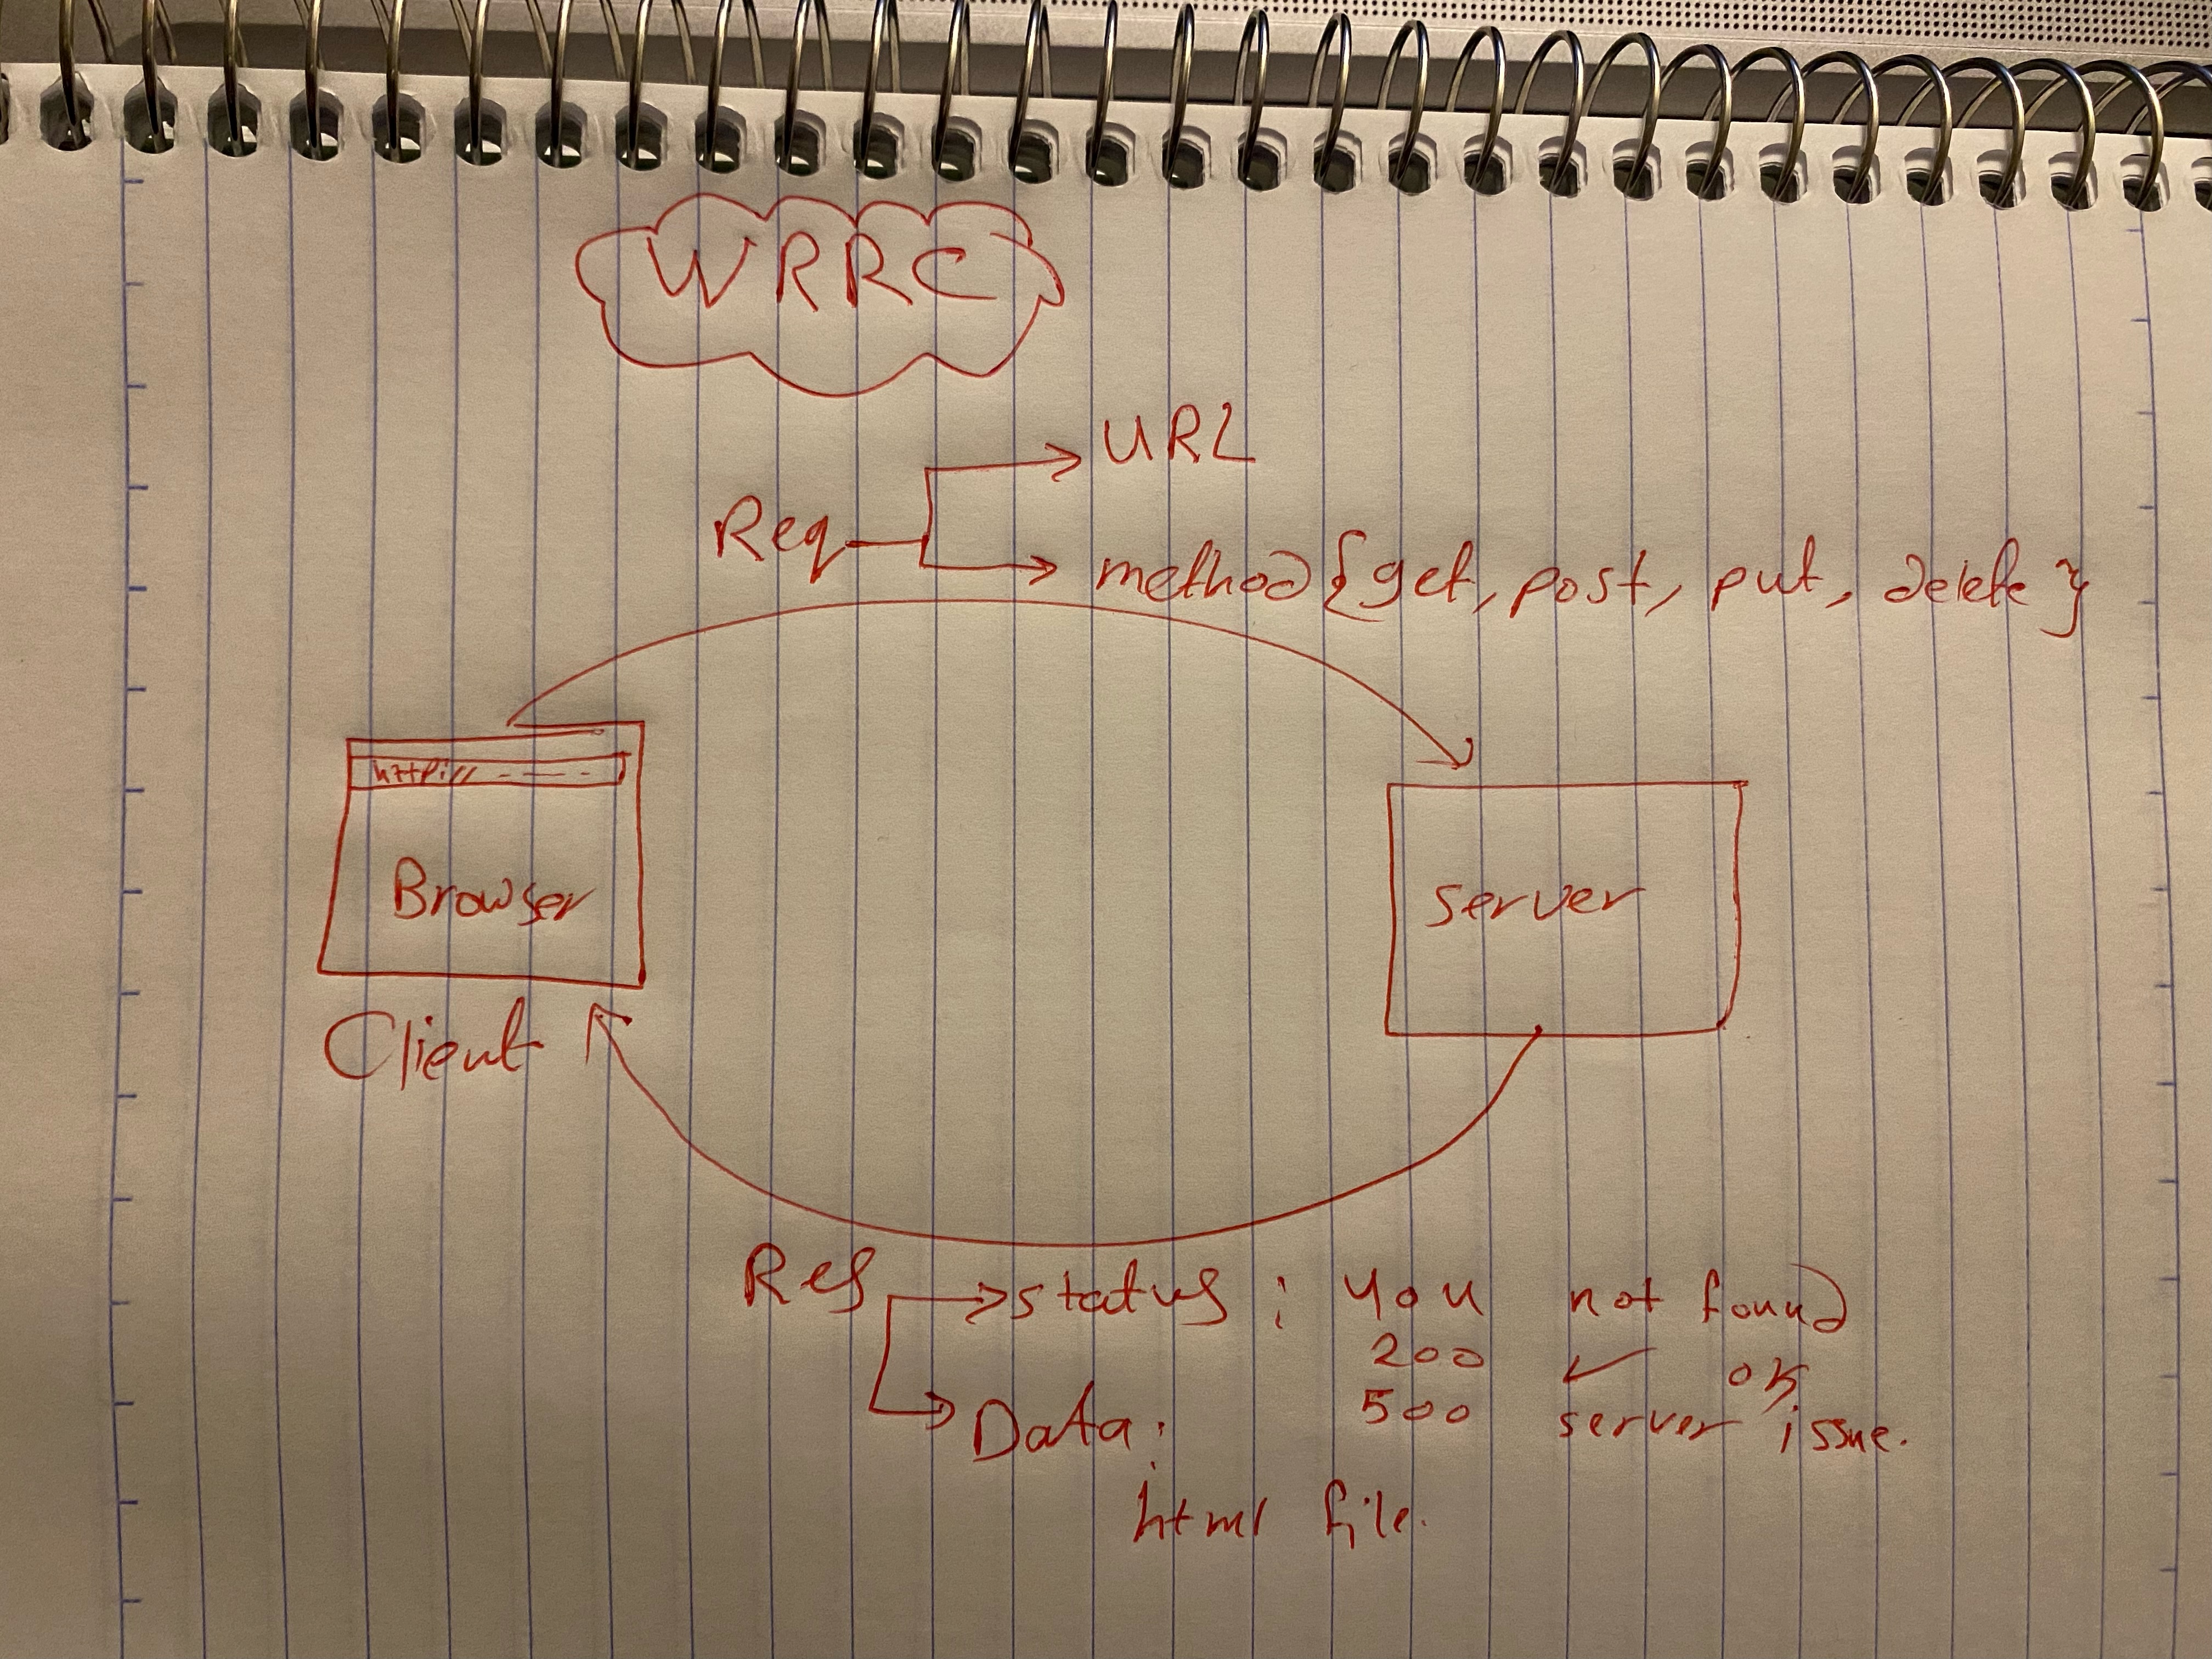 WRRC
URL
Req
method {get, post, put, delete}
http://
Browser
server
Client
Res
status : 404 not found
200 ✓ ok
500 server issue.
Data :
html file.